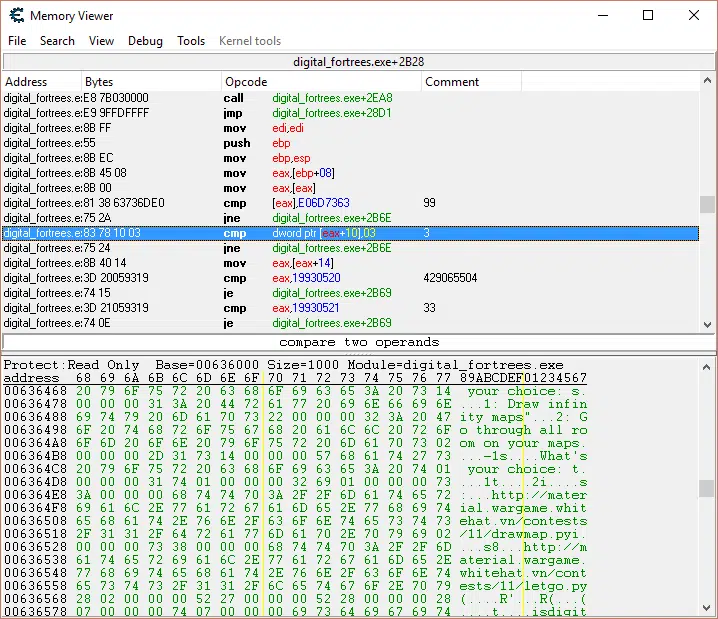 Memory Viewer
File Search View Debug Tools Kernel tools
digital_fortrees.exe+2B28
Address Bytes Opcode Comment
digital_fortrees.e: E8 7B030000 call digital_fortrees.exe+2EA8
digital_fortrees.e: E9 9FFDFFFF jmp digital_fortrees.exe+28D1
digital_fortrees.e: 8B FF mov edi,edi
digital_fortrees.e: 55 push ebp
digital_fortrees.e: 8B EC mov ebp,esp
digital_fortrees.e: 8B 45 08 mov eax,[ebp+08]
digital_fortrees.e: 8B 00 mov eax,[eax]
digital_fortrees.e: 81 38 63736DE0 cmp [eax],E06D7363 99
digital_fortrees.e: 75 2A jne digital_fortrees.exe+2B6E
digital_fortrees.e: 83 78 10 03 cmp dword ptr [eax+10],03 3
digital_fortrees.e: 75 24 jne digital_fortrees.exe+2B6E
digital_fortrees.e: 8B 40 14 mov eax,[eax+14]
digital_fortrees.e: 3D 20059319 cmp eax,19930520 429065504
digital_fortrees.e: 74 15 je digital_fortrees.exe+2B69
digital_fortrees.e: 3D 21059319 cmp eax,19930521 33
digital_fortrees.e: 74 0E je digital_fortrees.exe+2B69
compare two operands
Protect:Read Only Base=00636000 Size=1000 Module=digital_fortrees.exe
address 68 69 6A 6B 6C 6D 6E 6F 70 71 72 73 74 75 76 77 89ABCDEF01234567
00636468 20 79 6F 75 72 20 63 68 6F 69 63 65 3A 20 73 14 your choice: s.
00636478 00 00 00 31 3A 20 44 72 61 77 20 69 6E 66 69 6E ...1: Draw infin
00636488 69 74 79 20 6D 61 70 73 22 00 00 00 32 3A 20 47 ity maps"...2: G
00636498 6F 20 74 68 72 6F 75 67 68 20 61 6C 6C 20 72 6F o through all ro
006364A8 6F 6D 20 6F 6E 20 79 6F 75 72 20 6D 61 70 73 02 om on your maps.
006364B8 00 00 00 2D 31 73 14 00 00 00 57 68 61 74 27 73 ...-1s....What's
006364C8 20 79 6F 75 72 20 63 68 6F 69 63 65 3A 20 74 01 your choice: t.
006364D8 00 00 00 31 74 01 00 00 00 32 69 01 00 00 00 73 ...1t....2i....s
006364E8 3A 00 00 00 68 74 74 70 3A 2F 2F 6D 61 74 65 72 :...http://mater
006364F8 69 61 6C 2E 77 61 72 67 61 6D 65 2E 77 68 69 74 ial.wargame.whit
00636508 65 68 61 74 2E 76 6E 2F 63 6F 6E 74 65 73 74 73 ehat.vn/contests
00636518 2F 31 31 2F 64 72 61 77 6D 61 70 2E 70 79 69 02 /11/drawmap.pyi.
00636528 00 00 00 73 38 00 00 00 68 74 74 70 3A 2F 2F 6D ...s8...http://m
00636538 61 74 65 72 69 61 6C 2E 77 61 72 67 61 6D 65 2E aterial.wargame.
00636548 77 68 69 74 65 68 61 74 2E 76 6E 2F 63 6F 6E 74 whitehat.vn/cont
00636558 65 73 74 73 2F 31 31 2F 6C 65 74 67 6F 2E 70 79 ests/11/letgo.py
00636568 28 02 00 00 00 52 27 00 00 00 52 28 00 00 00 28 (....R'...R(...(
00636578 07 00 00 00 74 07 00 00 00 69 73 64 69 67 69 74 ....t....isdigit